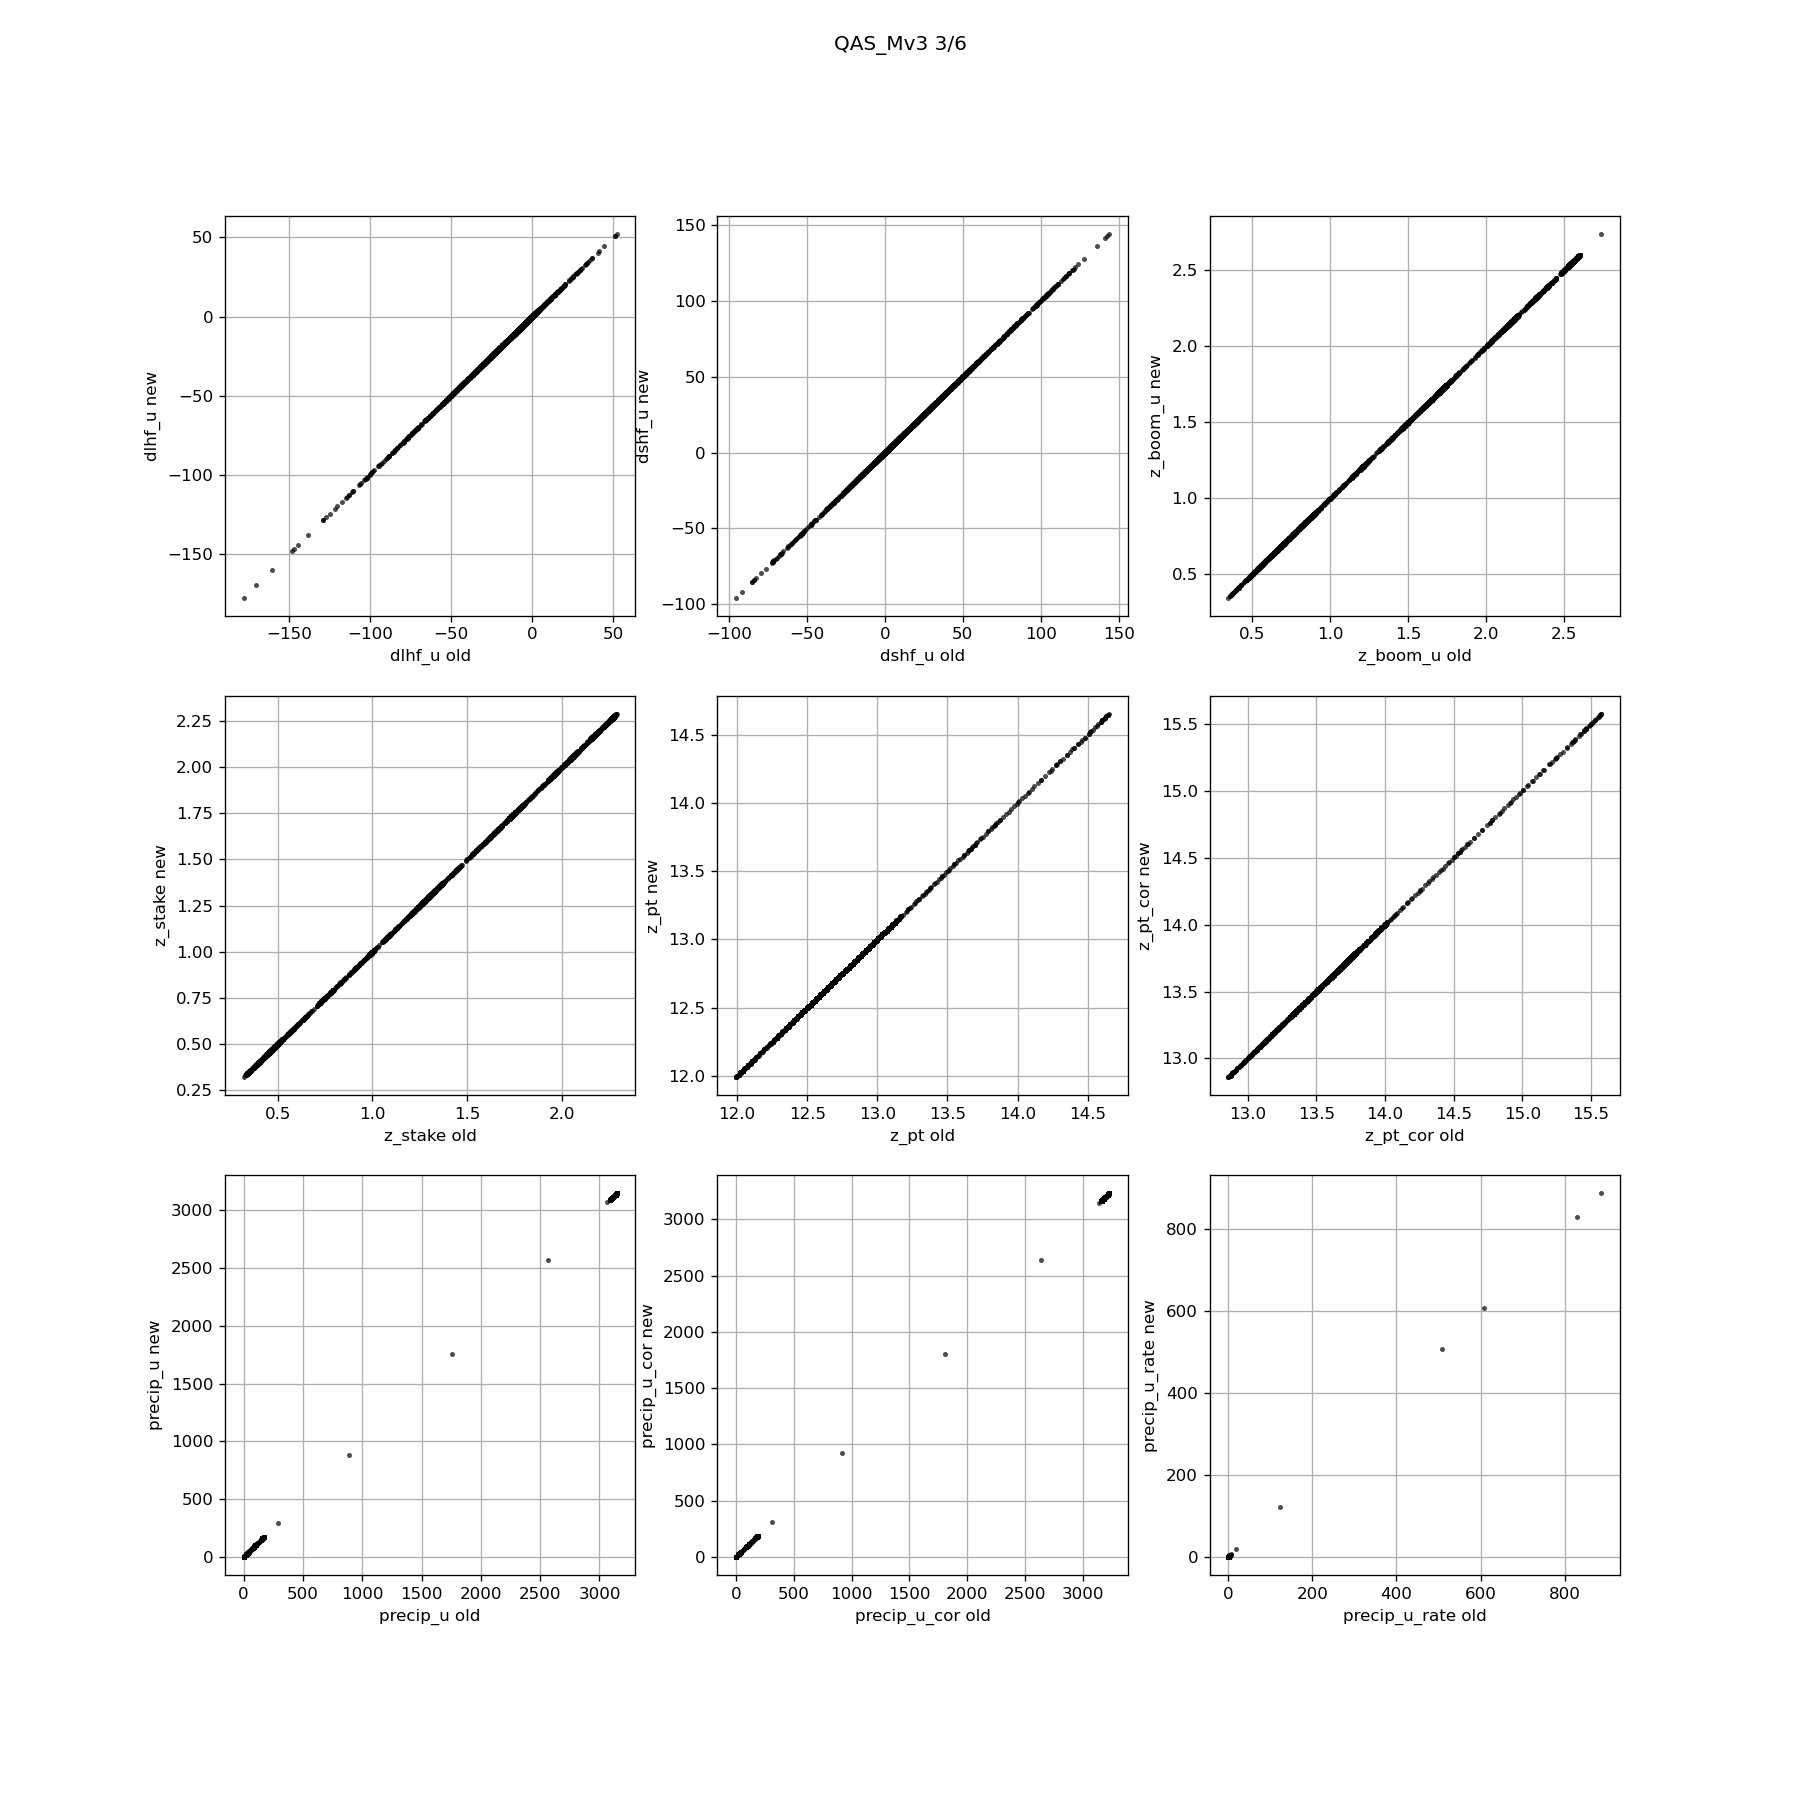 QAS_Mv3 3/6
dlhf_u new
50
0
−50
−100
−150
−150 −100 −50 0 50
dlhf_u old
dshf_u new
150
100
50
0
−50
−100
−100 −50 0 50 100 150
dshf_u old
z_boom_u new
2.5
2.0
1.5
1.0
0.5
0.5 1.0 1.5 2.0 2.5
z_boom_u old
z_stake new
2.25
2.00
1.75
1.50
1.25
1.00
0.75
0.50
0.25
0.5 1.0 1.5 2.0
z_stake old
z_pt new
14.5
14.0
13.5
13.0
12.5
12.0
12.0 12.5 13.0 13.5 14.0 14.5
z_pt old
z_pt_cor new
15.5
15.0
14.5
14.0
13.5
13.0
13.0 13.5 14.0 14.5 15.0 15.5
z_pt_cor old
precip_u new
3000
2500
2000
1500
1000
500
0
0 500 1000 1500 2000 2500 3000
precip_u old
precip_u_cor new
3000
2500
2000
1500
1000
500
0
0 500 1000 1500 2000 2500 3000
precip_u_cor old
precip_u_rate new
800
600
400
200
0
0 200 400 600 800
precip_u_rate old